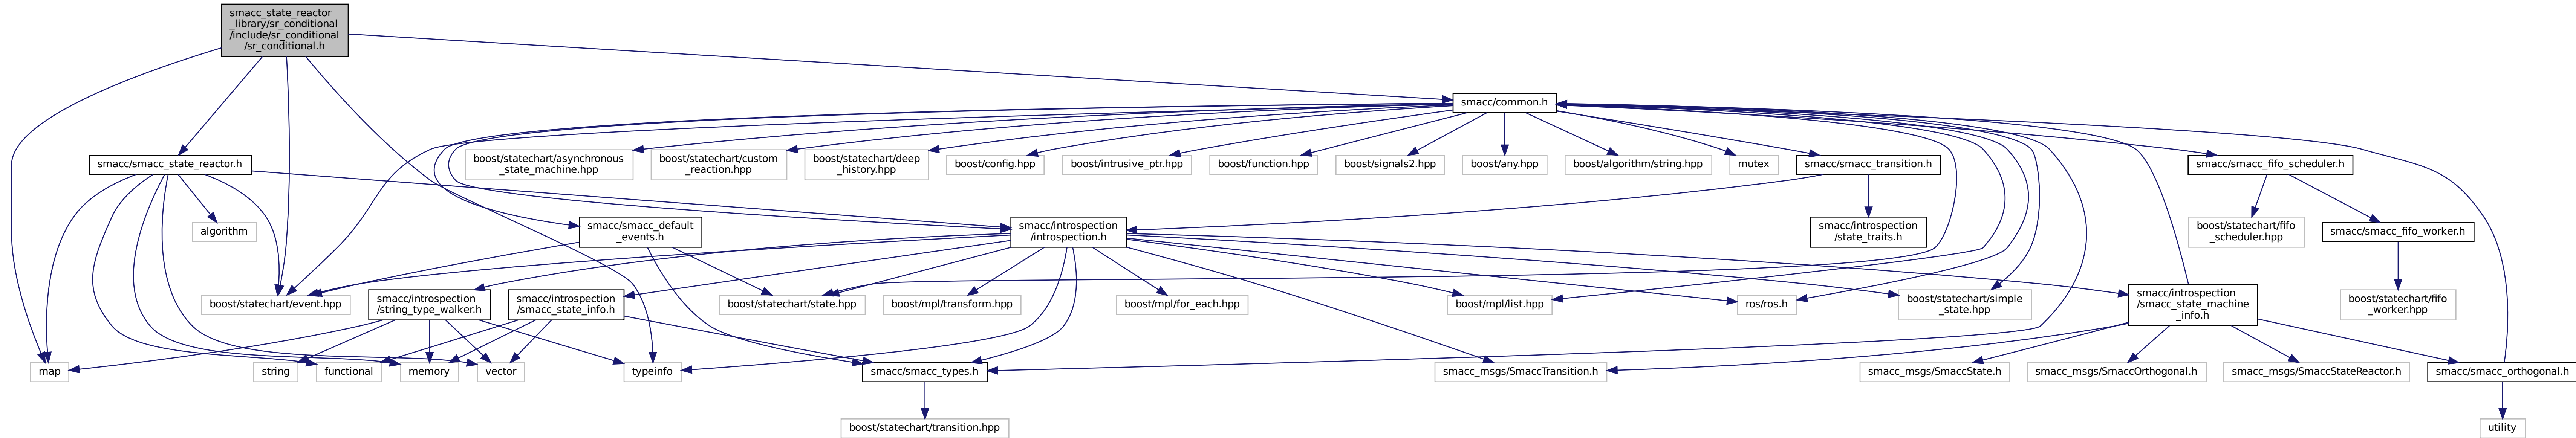 smacc_state_reactor
_library/sr_conditional
/include/sr_conditional
/sr_conditional.h
smacc/common.h
smacc/smacc_state_reactor.h
boost/statechart/asynchronous
_state_machine.hpp
boost/statechart/custom
_reaction.hpp
boost/statechart/deep
_history.hpp
boost/config.hpp
boost/intrusive_ptr.hpp
boost/function.hpp
boost/signals2.hpp
boost/any.hpp
boost/algorithm/string.hpp
mutex
smacc/smacc_transition.h
smacc/smacc_fifo_scheduler.h
algorithm
smacc/smacc_default
_events.h
smacc/introspection
/introspection.h
smacc/introspection
/state_traits.h
boost/statechart/fifo
_scheduler.hpp
smacc/smacc_fifo_worker.h
boost/statechart/event.hpp
smacc/introspection
/string_type_walker.h
smacc/introspection
/smacc_state_info.h
boost/statechart/state.hpp
boost/mpl/transform.hpp
boost/mpl/for_each.hpp
boost/mpl/list.hpp
ros/ros.h
boost/statechart/simple
_state.hpp
smacc/introspection
/smacc_state_machine
_info.h
boost/statechart/fifo
_worker.hpp
map
string
functional
memory
vector
typeinfo
smacc/smacc_types.h
smacc_msgs/SmaccTransition.h
smacc_msgs/SmaccState.h
smacc_msgs/SmaccOrthogonal.h
smacc_msgs/SmaccStateReactor.h
smacc/smacc_orthogonal.h
boost/statechart/transition.hpp
utility